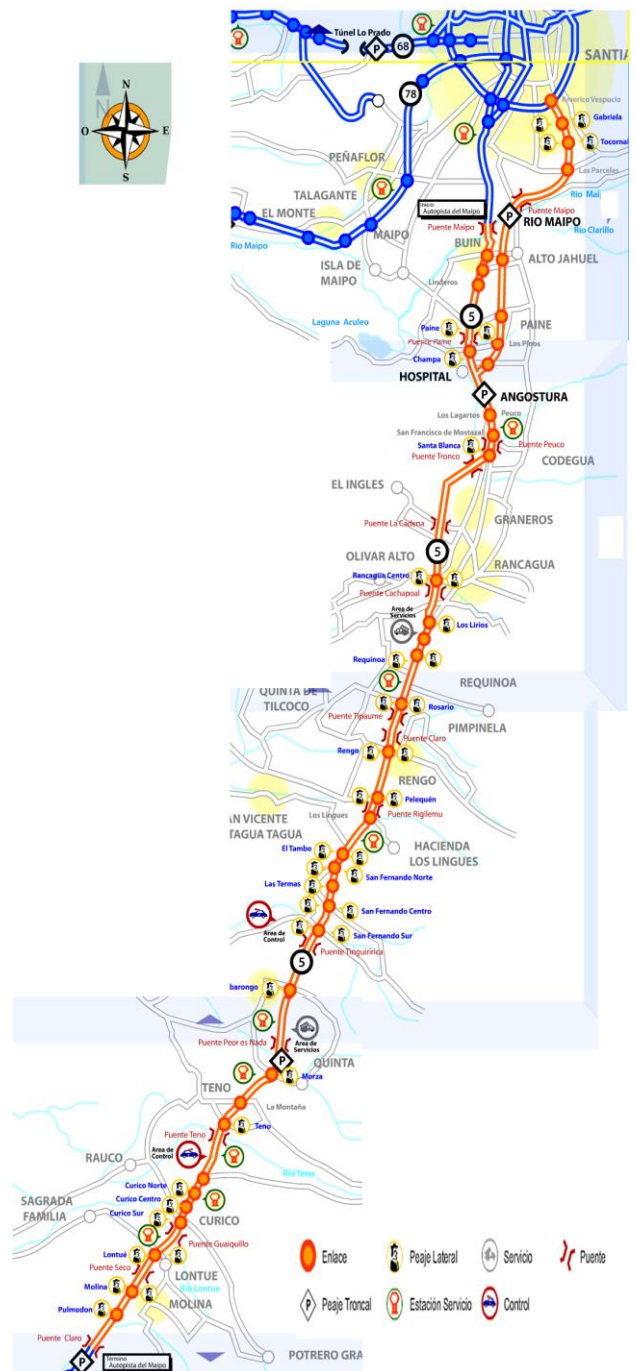 Túnel Lo Prado
P
68
SANTIA
78
N
N
O
E
S
Americo Vespucio
Gabriela
Tocornal
PEÑAFLOR
Las Parcelas
TALAGANTE
Rio Mai
EL MONTE
Inicio
Autopista del Maipo
Puente Maipo
P
RIO MAIPO
Rio Maipo
MAIPO
Puente Maipo
Rio Clarillo
BUIN
ISLA DE
MAIPO
ALTO JAHUEL
Linderos
Laguna Aculeo
5
Paine
PAINE
Puente Paine
Los Pinos
Champa
HOSPITAL
P
ANGOSTURA
Los Lagartos
Peuco
San Francisco de Mostazal
Santa Blanca
Puente Peuco
Puente Tronco
CODEGUA
EL INGLES
GRANEROS
Puente La Cadena
5
OLIVAR ALTO
RANCAGUA
Rancagua Centro
Puente Cachapoal
Area de
Servicios
Los Lirios
Requinoa
REQUINOA
QUINTA DE
TILCOCO
Rosario
Puente Tipaume
PIMPINELA
Puente Claro
Rengo
RENGO
Pelequén
AN VICENTE
TAGUA TAGUA
Los Lingues
Puente Rigilemu
HACIENDA
LOS LINGUES
El Tambo
San Fernando Norte
Las Termas
San Fernando Centro
Area de
Control
San Fernando Sur
Puente Tinguiririca
5
barongo
Puente Peor es Nada
Area de
Servicios
P
QUINTA
Morza
TENO
La Montaña
Teno
Puente Teno
Area de
Control
RAUCO
Rio Teno
Curico Norte
SAGRADA
FAMILIA
Curico Centro
Curico Sur
CURICO
Puente Guaiquillo
Lontué
Puente Seco
LONTUE
Rio Lontue
Molina
MOLINA
Pulmodon
Puente Claro
P
Término
Autopista del Maipo
POTRERO GRA
Enlace
Peaje Lateral
Servicio
Puente
P
Peaje Troncal
Estación Servicio
Control